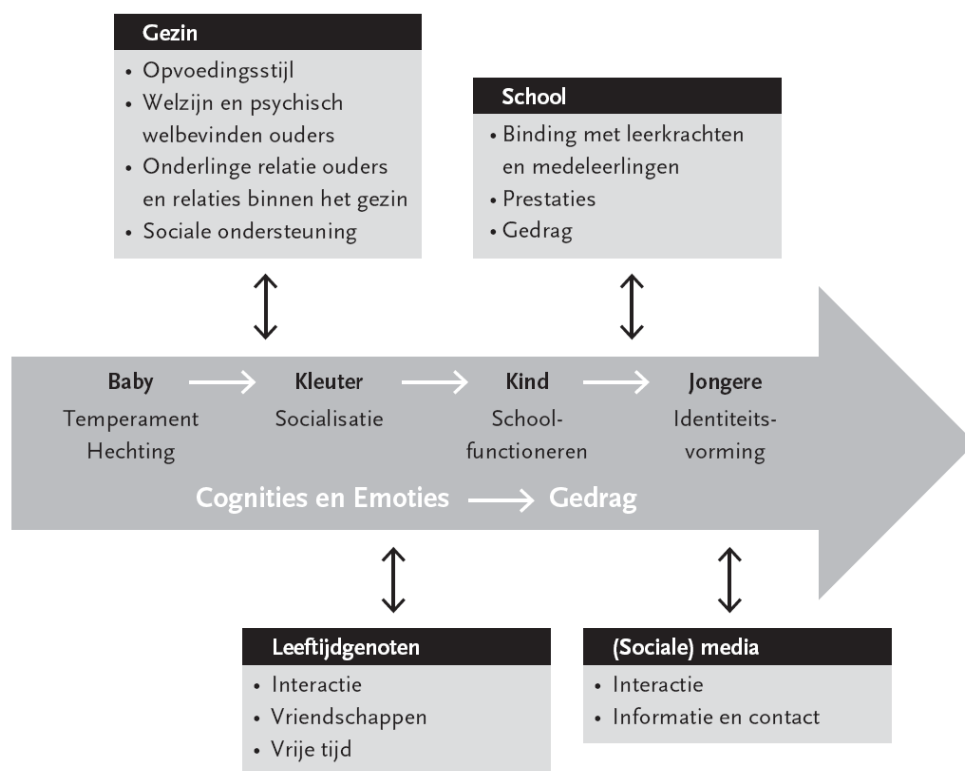 Gezin
• Opvoedingsstijl
• Welzijn en psychisch
welbevinden ouders
• Onderlinge relatie ouders
en relaties binnen het gezin
• Sociale ondersteuning
School
• Binding met leerkrachten
en medeleerlingen
• Prestaties
• Gedrag
Baby
Temperament
Hechting
Kleuter
Socialisatie
Kind
School-
functioneren
Jongere
Identiteits-
vorming
Cognities en Emoties
Gedrag
Leeftijdgenoten
• Interactie
• Vriendschappen
• Vrije tijd
(Sociale) media
• Interactie
• Informatie en contact